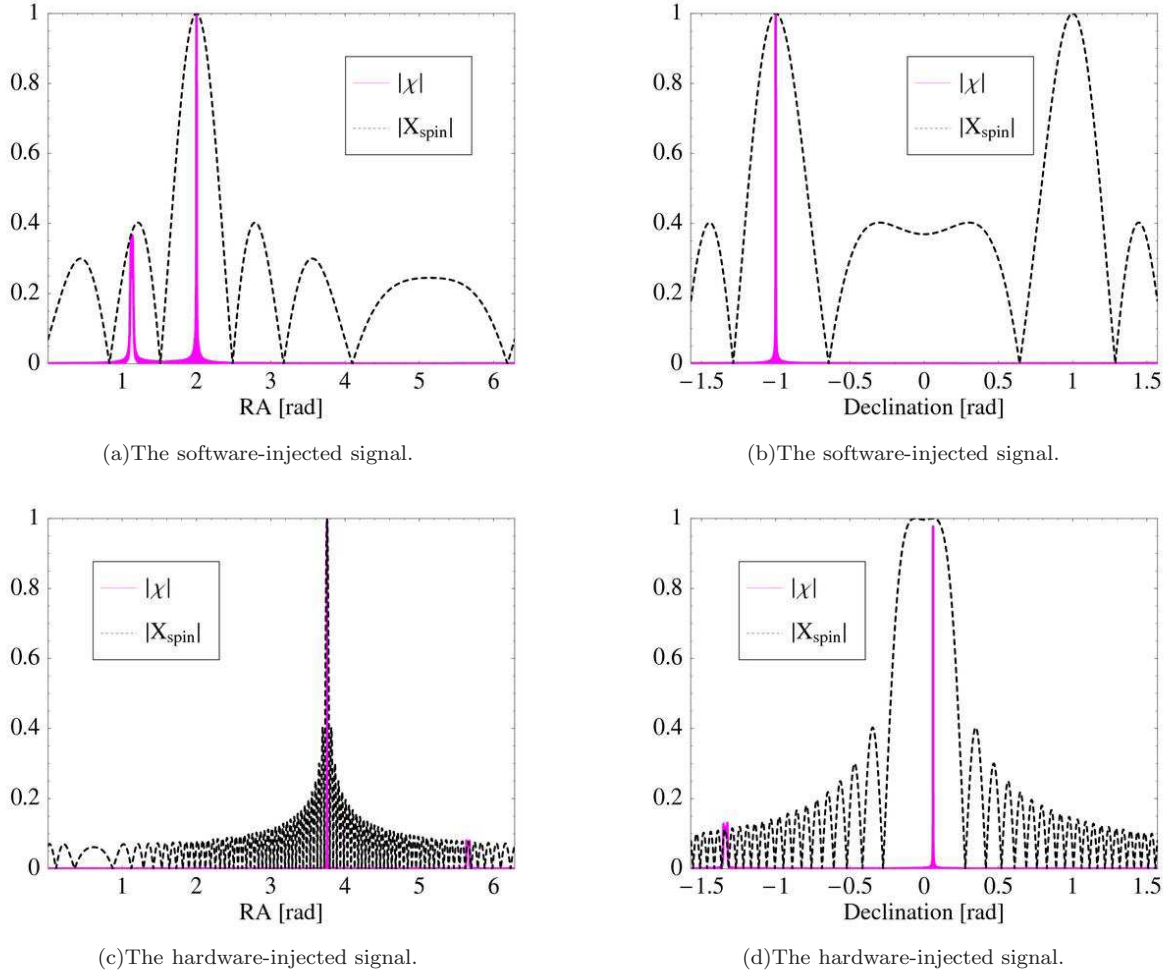 1
0.8
0.6
0.4
0.2
0
|χ|
|X_spin|
1 2 3 4 5 6
RA [rad]
(a)The software-injected signal.
1
0.8
0.6
0.4
0.2
0
|χ|
|X_spin|
−1.5 −1 −0.5 0 0.5 1 1.5
Declination [rad]
(b)The software-injected signal.
1
0.8
0.6
0.4
0.2
0
|χ|
|X_spin|
1 2 3 4 5 6
RA [rad]
(c)The hardware-injected signal.
1
0.8
0.6
0.4
0.2
0
|χ|
|X_spin|
−1.5 −1 −0.5 0 0.5 1 1.5
Declination [rad]
(d)The hardware-injected signal.